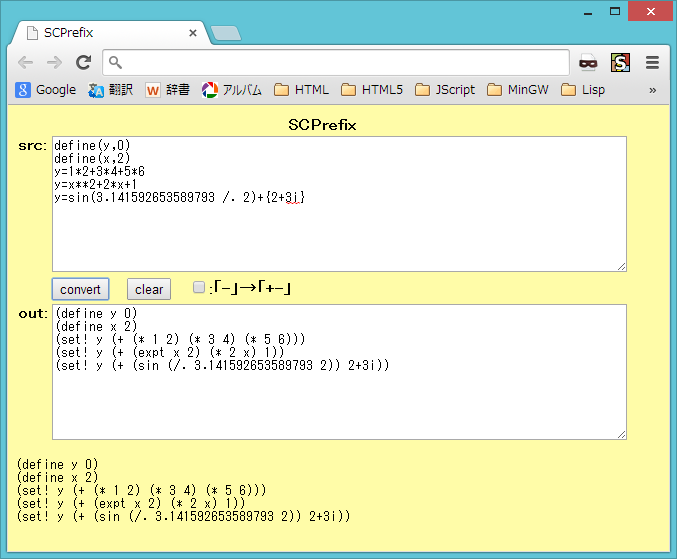 SCPrefix
Google 翻訳 辞書 アルバム HTML HTML5 JScript MinGW Lisp »
SCPrefix
src:
define(y,0)
define(x,2)
y=1*2+3*4+5*6
y=x**2+2*x+1
y=sin(3.141592653589793 /. 2)+{2+3i}
convert clear :「-」→「+-」
out:
(define y 0)
(define x 2)
(set! y (+ (* 1 2) (* 3 4) (* 5 6)))
(set! y (+ (expt x 2) (* 2 x) 1))
(set! y (+ (sin (/. 3.141592653589793 2)) 2+3i))
(define y 0)
(define x 2)
(set! y (+ (* 1 2) (* 3 4) (* 5 6)))
(set! y (+ (expt x 2) (* 2 x) 1))
(set! y (+ (sin (/. 3.141592653589793 2)) 2+3i))